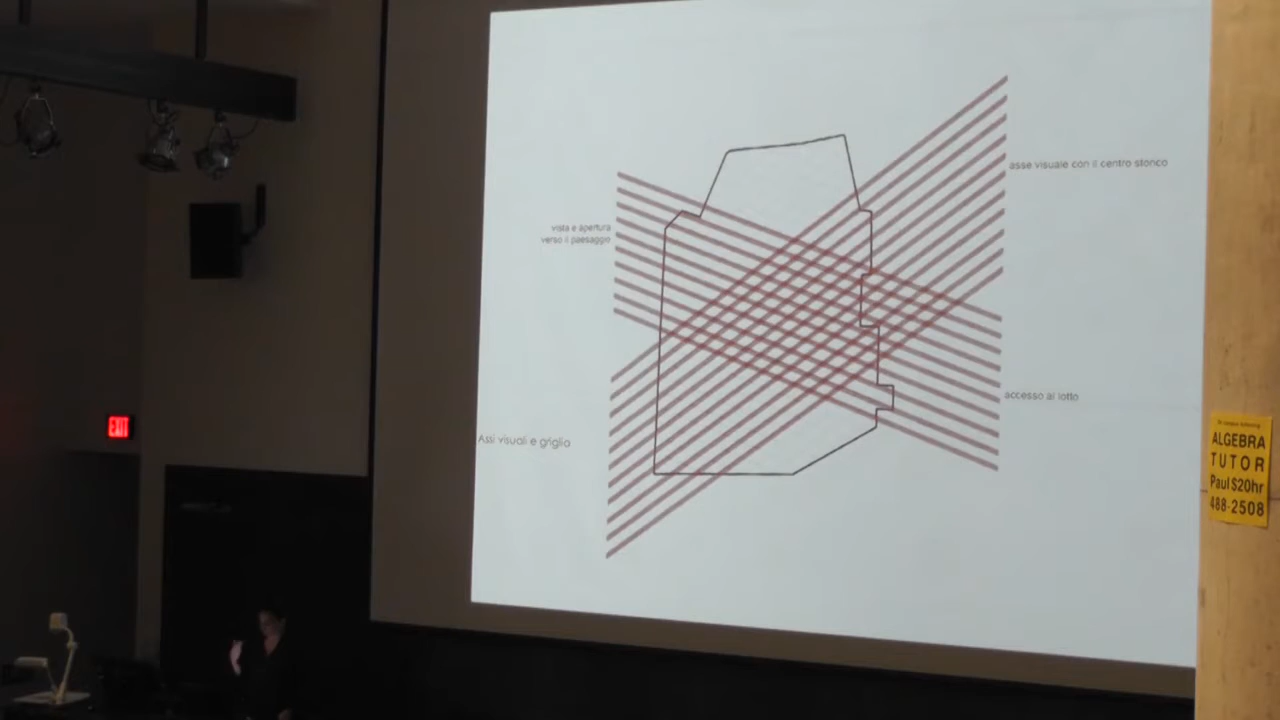 asse visuale con il centro storico
vista e apertura
verso il paesaggio
accesso al lotto
Assi visuali e griglia
EXIT
ALGEBRA
TUTOR
Paul $20hr
488-2508